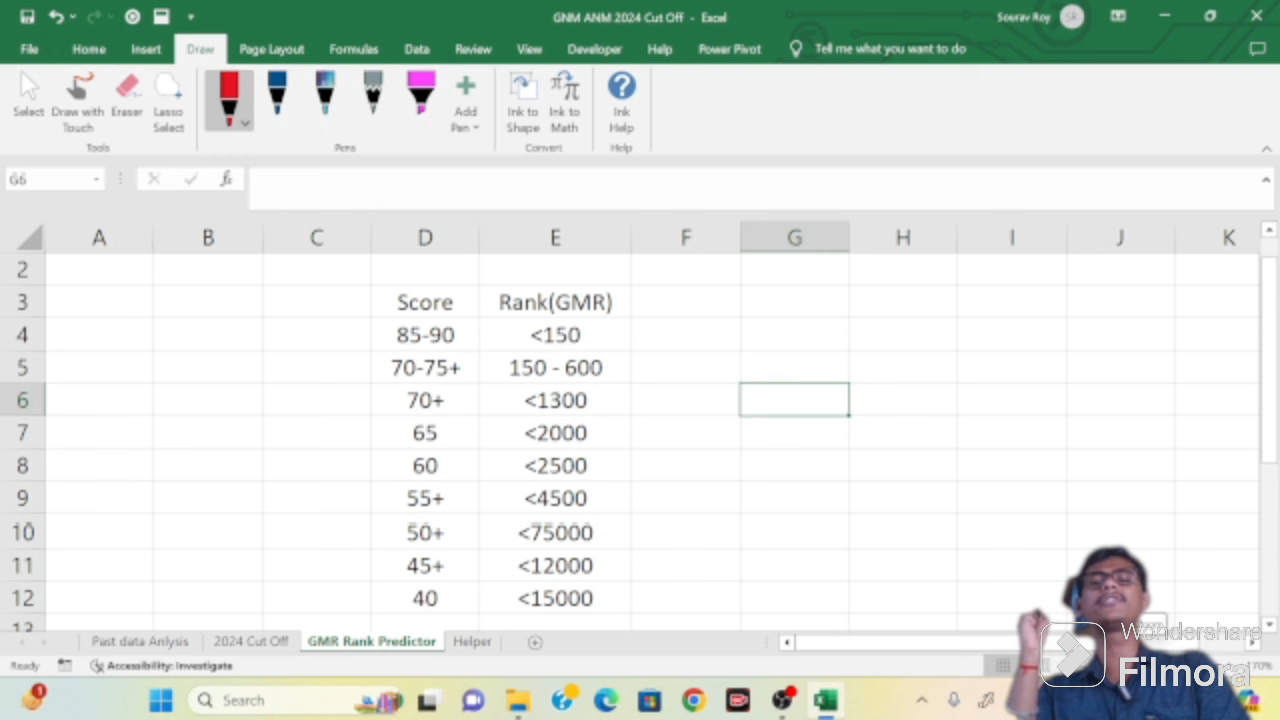 GNM ANM 2024 Cut Off - Excel
Sourav Roy SR
File Home Insert Draw Page Layout Formulas Data Review View Developer Help Power Pivot Tell me what you want to do
Select
Draw with Touch
Eraser
Lasso Select
Add Pen
Ink to Shape
Ink to Math
Ink Help
Tools Pens Convert Help
G6 fx
A B C D E F G H I J K
2
3 Score Rank(GMR)
4 85-90 <150
5 70-75+ 150 - 600
6 70+ <1300
7 65 <2000
8 60 <2500
9 55+ <4500
10 50+ <75000
11 45+ <12000
12 40 <15000
13
Past data Anlysis 2024 Cut Off GMR Rank Predictor Helper
Ready Accessibility: Investigate 170%
1 Search
Wondershare
Filmora